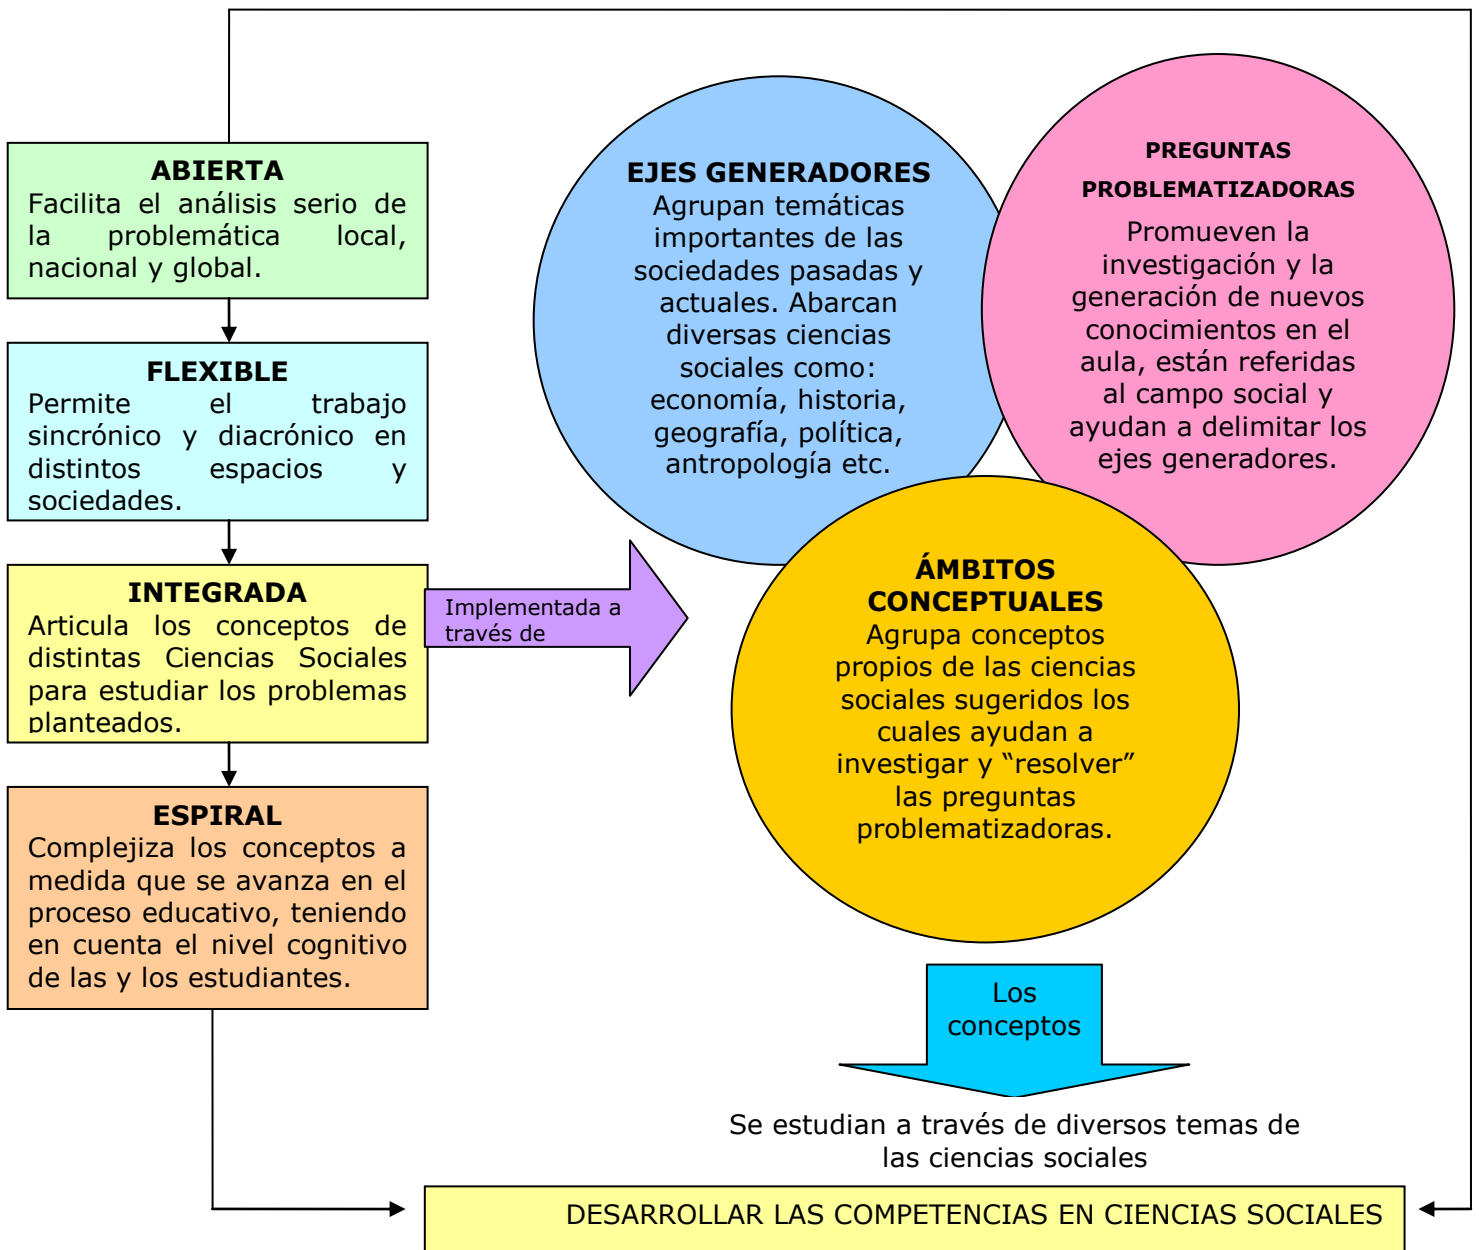 ABIERTA
Facilita el análisis serio de
la problemática local,
nacional y global.
FLEXIBLE
Permite el trabajo
sincrónico y diacrónico en
distintos espacios y
sociedades.
INTEGRADA
Articula los conceptos de
distintas Ciencias Sociales
para estudiar los problemas
planteados.
ESPIRAL
Complejiza los conceptos a
medida que se avanza en el
proceso educativo, teniendo
en cuenta el nivel cognitivo
de las y los estudiantes.
Implementada a
través de
EJES GENERADORES
Agrupan temáticas
importantes de las
sociedades pasadas y
actuales. Abarcan
diversas ciencias
sociales como:
economía, historia,
geografía, política,
antropología etc.
PREGUNTAS
PROBLEMATIZADORAS
Promueven la
investigación y la
generación de nuevos
conocimientos en el
aula, están referidas
al campo social y
ayudan a delimitar los
ejes generadores.
ÁMBITOS
CONCEPTUALES
Agrupa conceptos
propios de las ciencias
sociales sugeridos los
cuales ayudan a
investigar y “resolver”
las preguntas
problematizadoras.
Los
conceptos
Se estudian a través de diversos temas de
las ciencias sociales
DESARROLLAR LAS COMPETENCIAS EN CIENCIAS SOCIALES